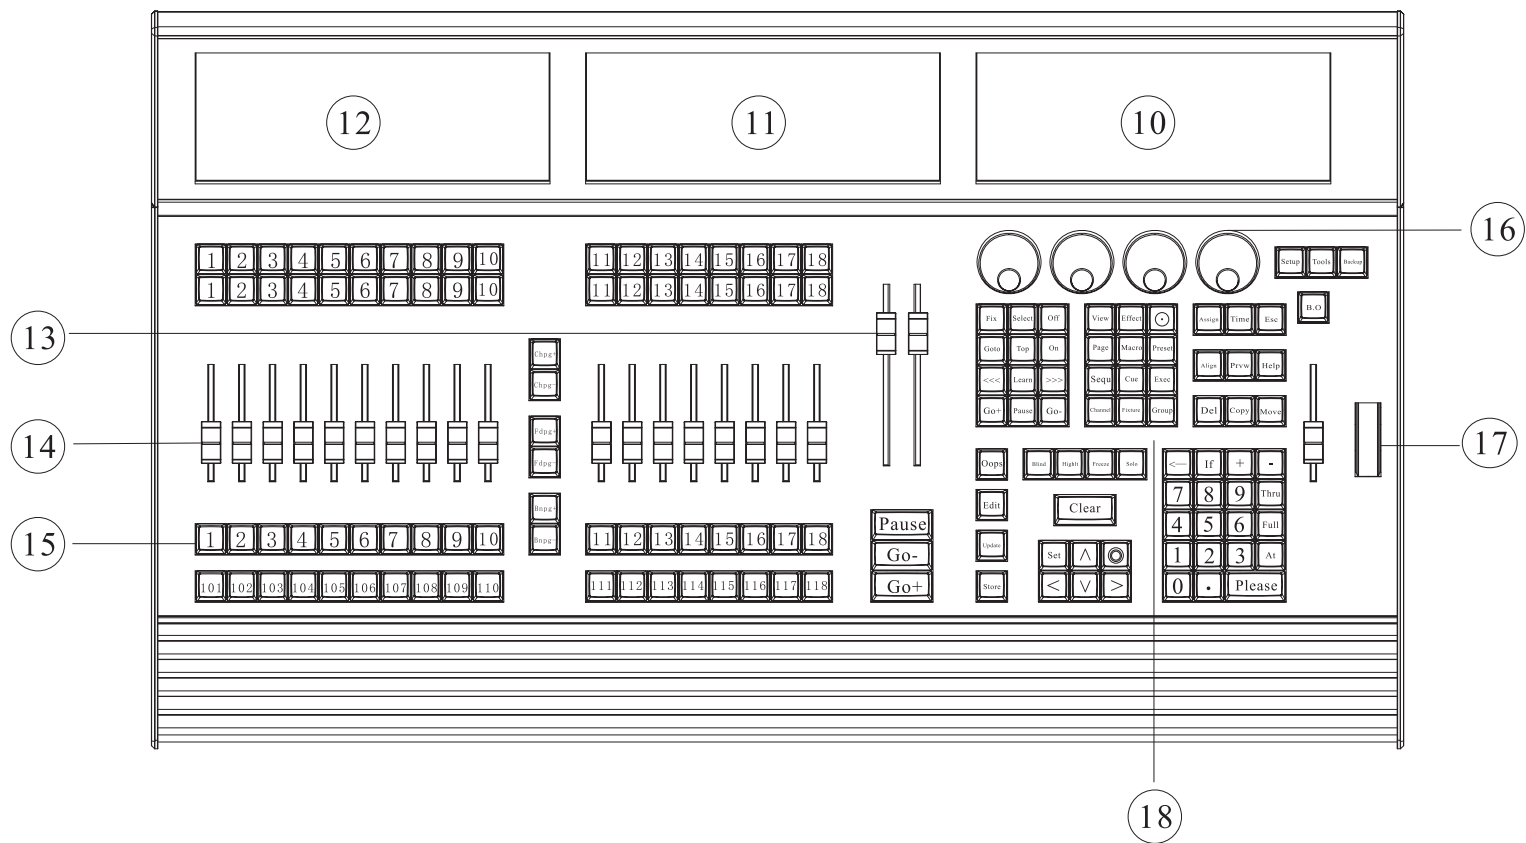 12 11 10
16
1 2 3 4 5 6 7 8 9 10
1 2 3 4 5 6 7 8 9 10
11 12 13 14 15 16 17 18
11 12 13 14 15 16 17 18
Setup Tools Backup
B.O
13
Chpg+
Chpg-
Fdpg+
Fdpg-
Bnpg+
Bnpg-
Fix Select Off
Goto Top On
<<< Learn >>>
Go+ Pause Go-
View Effect
Page Macro Preset
Sequ Cue Exec
Channel Fixture Group
Assign Time Esc
Align Prvw Help
Del Copy Move
14
17
Oops
Edit
Update
Store
Blind Highlt Freeze Solo
Clear
Set ∧
< ∨ >
<— If + -
7 8 9 Thru
4 5 6 Full
1 2 3 At
0 . Please
15
1 2 3 4 5 6 7 8 9 10
101 102 103 104 105 106 107 108 109 110
11 12 13 14 15 16 17 18
111 112 113 114 115 116 117 118
Pause
Go-
Go+
18